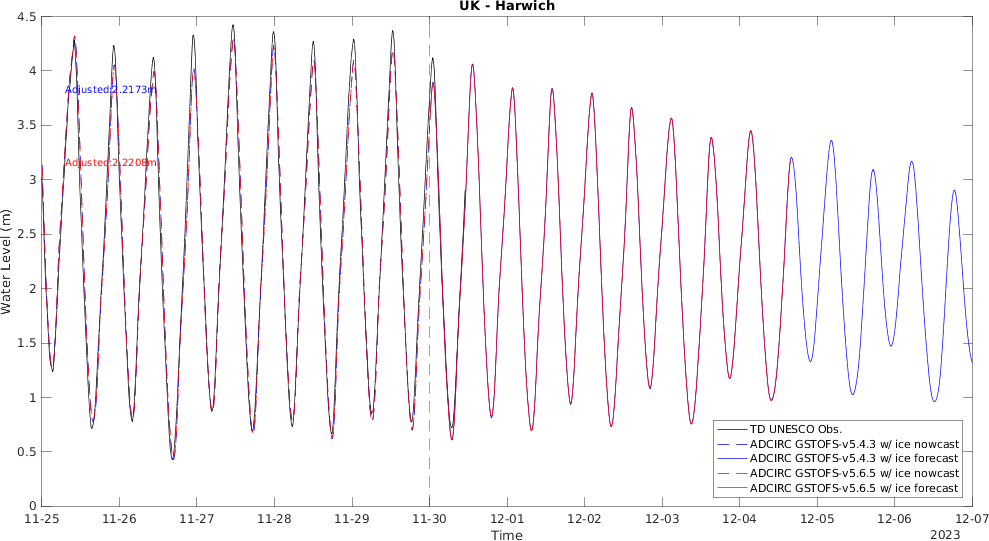 UK - Harwich
4.5
4
3.5
3
2.5
2
1.5
1
0.5
0
Water Level (m)
Adjusted:2.2173m
Adjusted:2.2208m
TD UNESCO Obs.
ADCIRC GSTOFS-v5.4.3 w/ ice nowcast
ADCIRC GSTOFS-v5.4.3 w/ ice forecast
ADCIRC GSTOFS-v5.6.5 w/ ice nowcast
ADCIRC GSTOFS-v5.6.5 w/ ice forecast
11-25 11-26 11-27 11-28 11-29 11-30 12-01 12-02 12-03 12-04 12-05 12-06 12-07
Time
2023